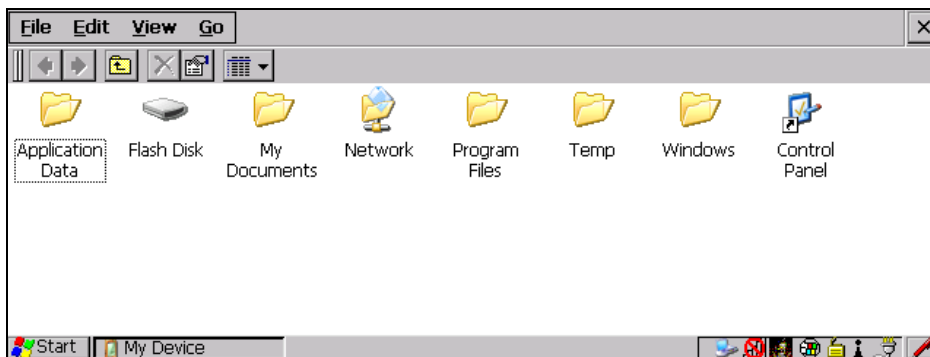 File Edit View Go
Application Data
Flash Disk
My Documents
Network
Program Files
Temp
Windows
Control Panel
Start
My Device